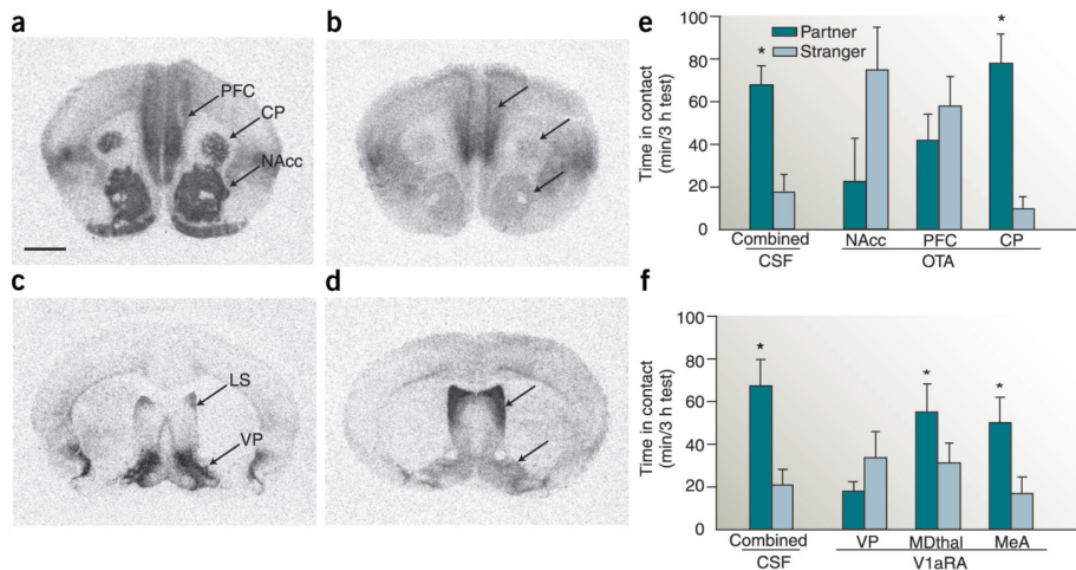 a
PFC
CP
NAcc
b
c
LS
VP
d
e
Partner
Stranger
Time in contact
(min/3 h test)
100
80
60
40
20
0
*
*
Combined
NAcc
PFC
CP
CSF
OTA
f
Time in contact
(min/3 h test)
100
80
60
40
20
0
*
*
*
Combined
VP
MDthal
MeA
CSF
V1aRA